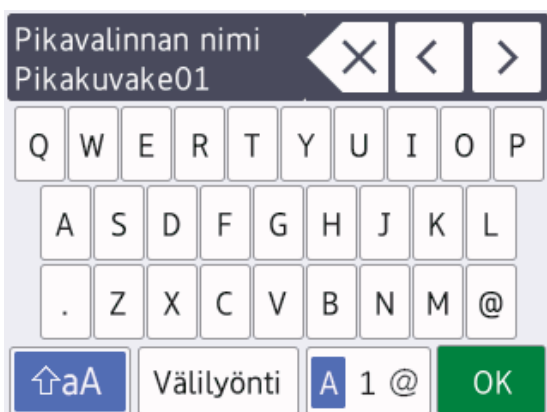 Pikavalinnan nimi
Pikakuvake01
Q W E R T Y U I O P
A S D F G H J K L
. Z X C V B N M @
aA Välilyönti A 1 @ OK